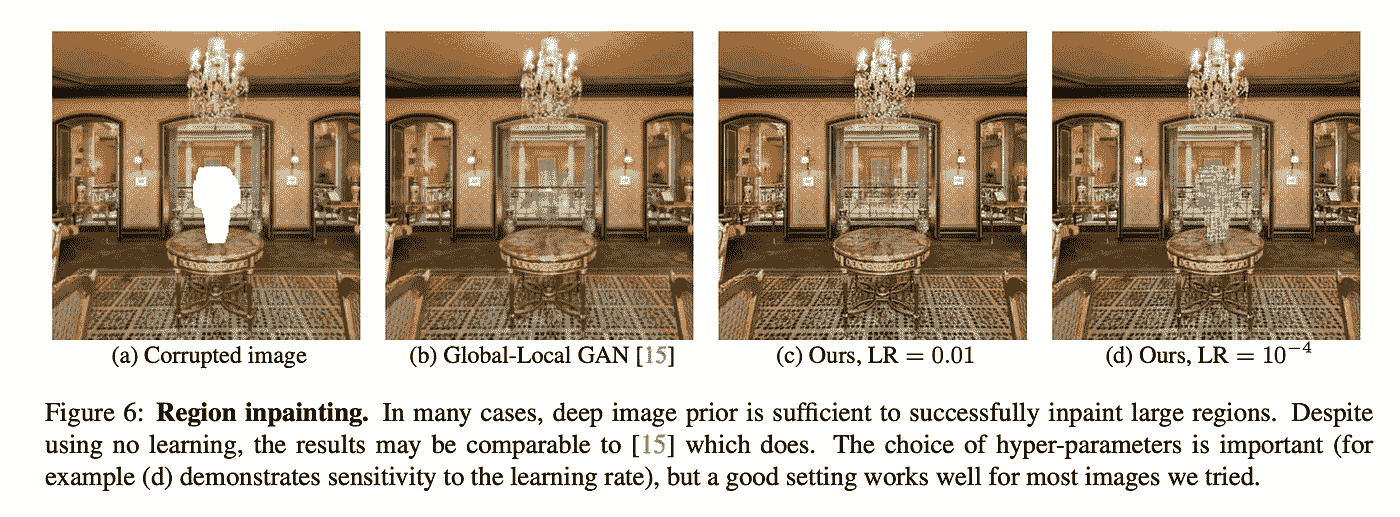 (a) Corrupted image
(b) Global-Local GAN [15]
(c) Ours, LR = 0.01
(d) Ours, LR = 10⁻⁴
Figure 6: Region inpainting. In many cases, deep image prior is sufficient to successfully inpaint large regions. Despite
using no learning, the results may be comparable to [15] which does. The choice of hyper-parameters is important (for
example (d) demonstrates sensitivity to the learning rate), but a good setting works well for most images we tried.